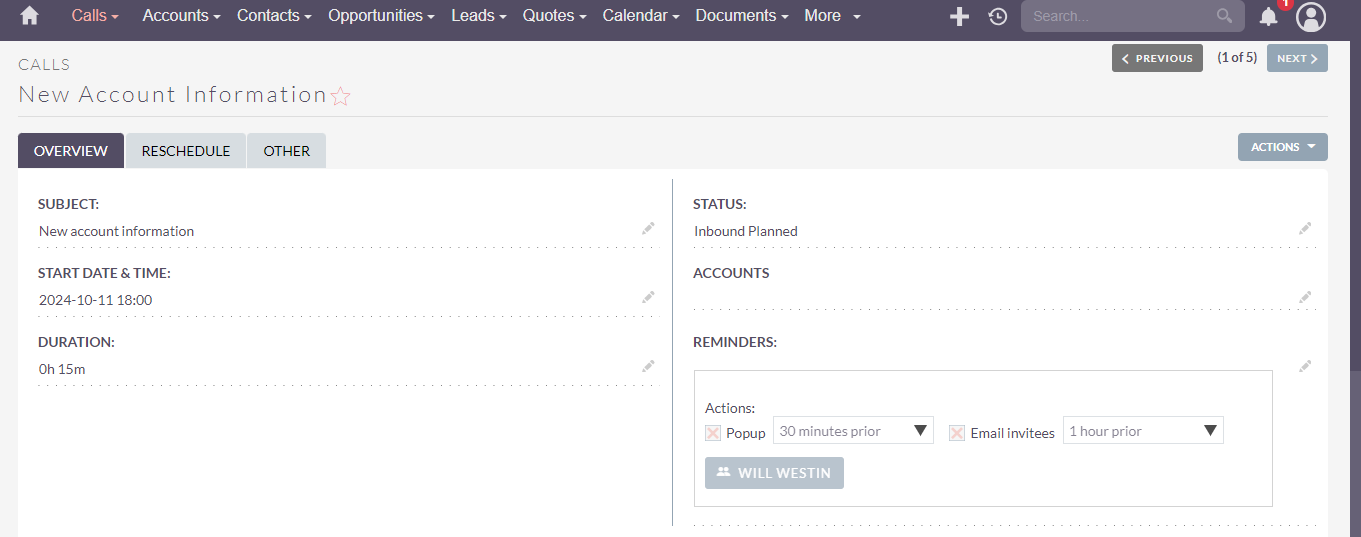 Calls Accounts Contacts Opportunities Leads Quotes Calendar Documents More Search... 1
CALLS
PREVIOUS (1 of 5) NEXT
New Account Information
OVERVIEW RESCHEDULE OTHER ACTIONS
SUBJECT:
New account information
STATUS:
Inbound Planned
START DATE & TIME:
2024-10-11 18:00
ACCOUNTS
DURATION:
0h 15m
REMINDERS:
Actions:
Popup 30 minutes prior Email invitees 1 hour prior
WILL WESTIN